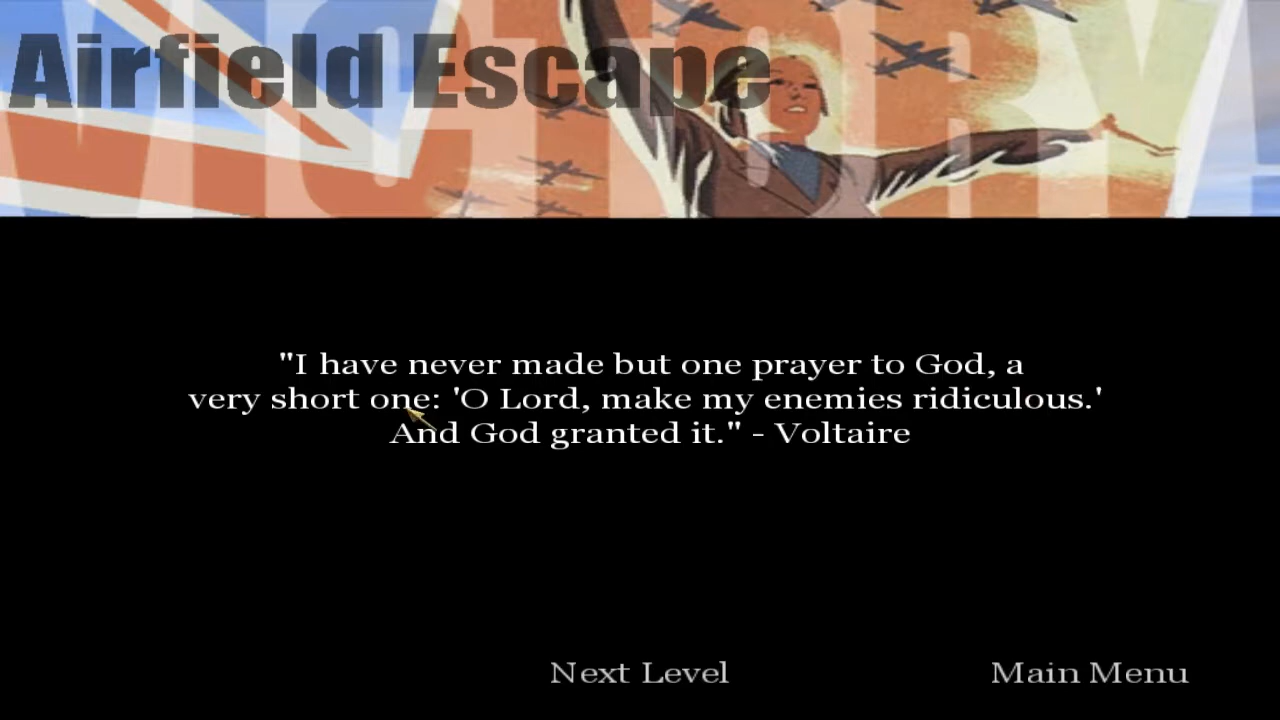 VICTORY
Airfield Escape
"I have never made but one prayer to God, a
very short one: 'O Lord, make my enemies ridiculous.'
And God granted it." - Voltaire
Next Level
Main Menu